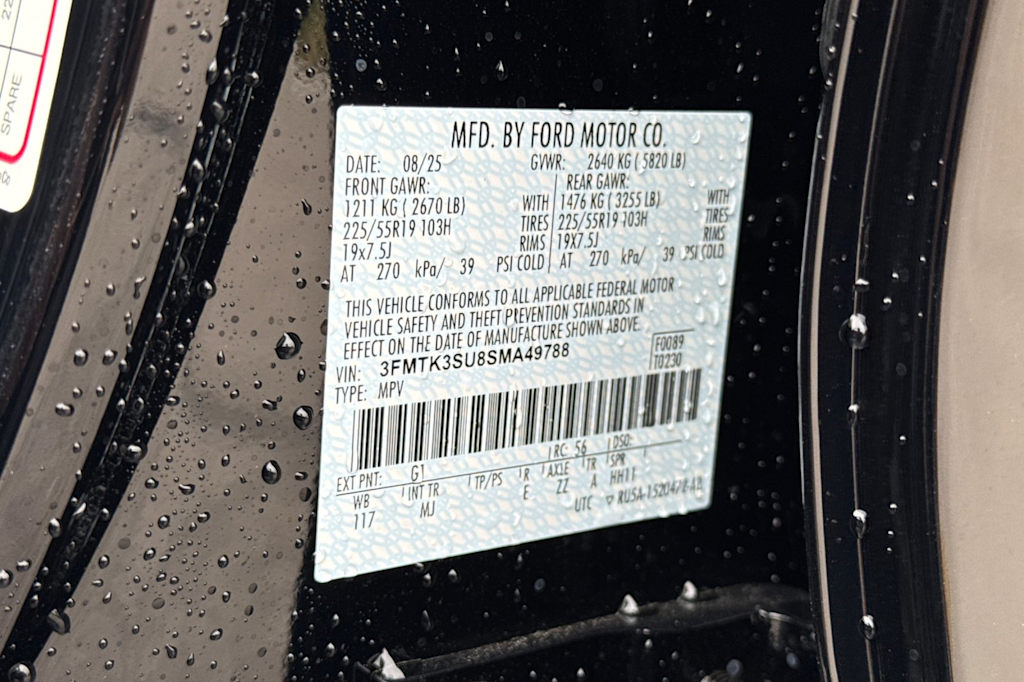 22
SPARE
MFD. BY FORD MOTOR CO.
DATE: 08/25 GVWR: 2640 KG ( 5820 LB)
FRONT GAWR: REAR GAWR:
1211 KG ( 2670 LB) WITH 1476 KG ( 3255 LB) WITH
225/55R19 103H TIRES 225/55R19 103H TIRES
19x7.5J RIMS 19X7.5J RIMS
AT 270 kPa/ 39 PSI COLD AT 270 kPa/ 39 PSI COLD
THIS VEHICLE CONFORMS TO ALL APPLICABLE FEDERAL MOTOR
VEHICLE SAFETY AND THEFT PREVENTION STANDARDS IN
EFFECT ON THE DATE OF MANUFACTURE SHOWN ABOVE.
VIN: 3FMTK3SU8SMA49788 F0089
TYPE: MPV T0230
EXT PNT: G1 RC: 56 DSO:
WB INT TR TP/PS R AXLE TR SPR
117 MJ E ZZ A HH11
UTC ▽ RU5A-1520472-AB